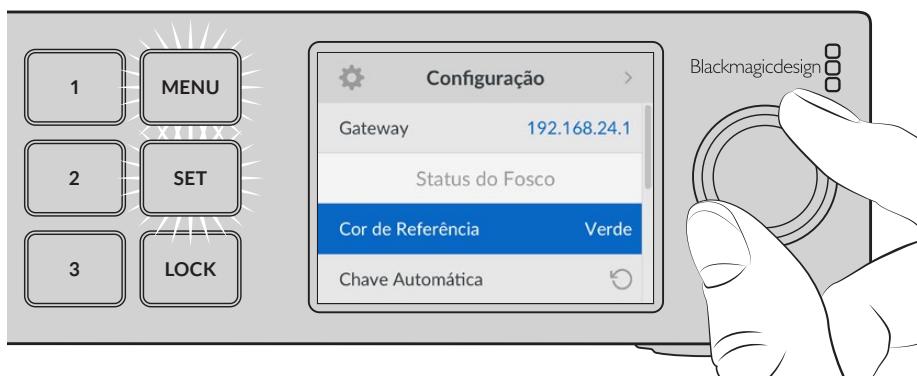 1
MENU
2
SET
3
LOCK
Configuração
Gateway 192.168.24.1
Status do Fosco
Cor de Referência Verde
Chave Automática
Blackmagicdesign